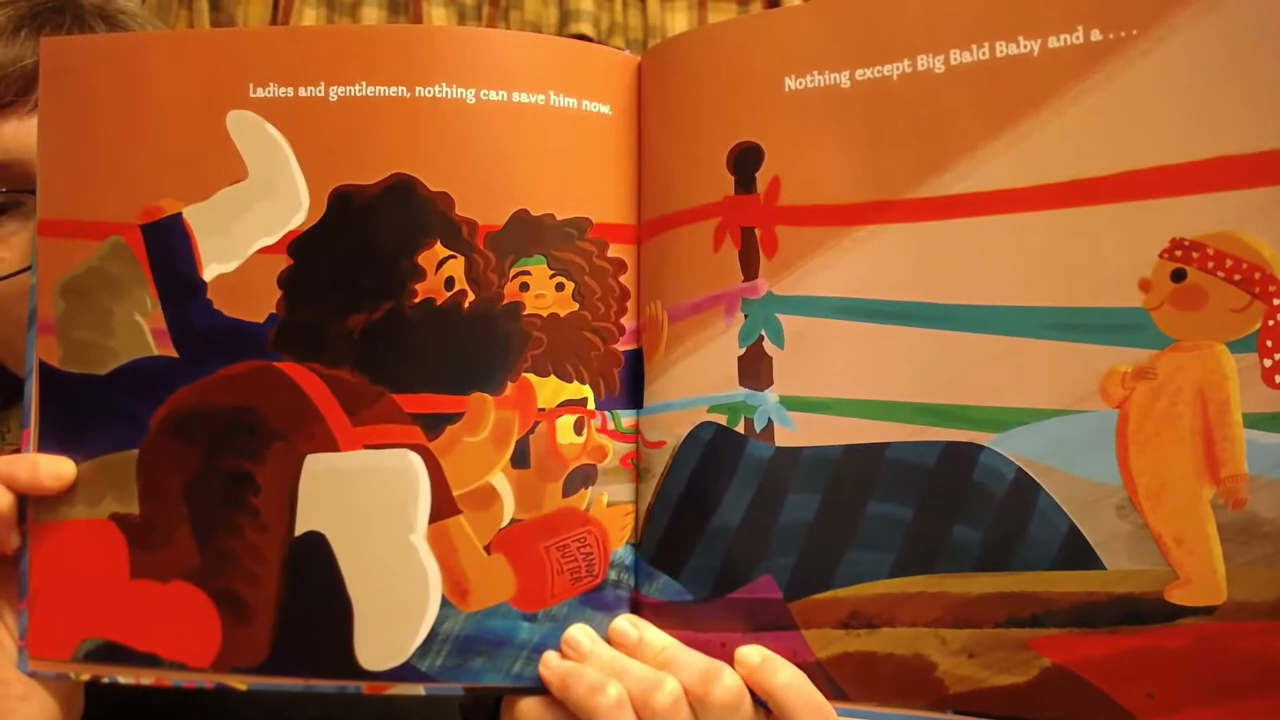 Ladies and gentlemen, nothing can save him now.
Nothing except Big Bald Baby and a . . .
PEANUT
BUTTER